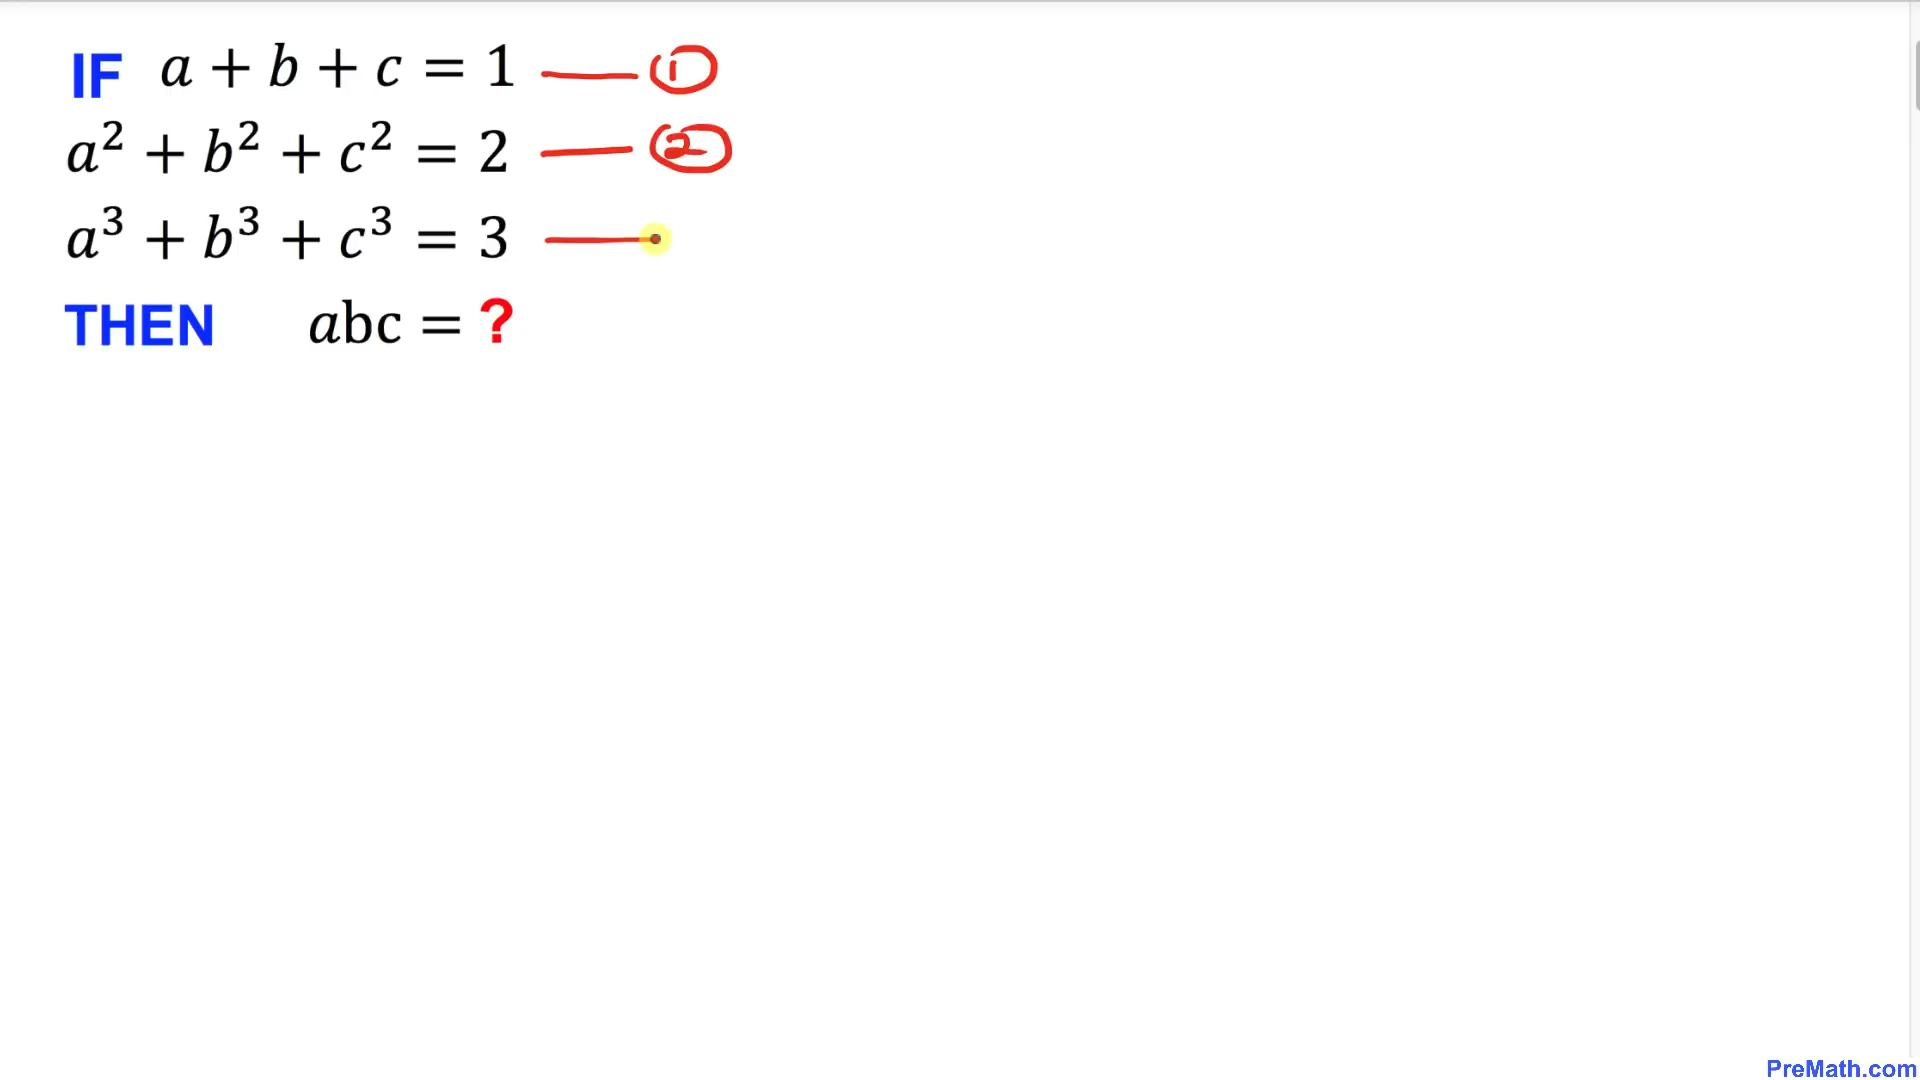 IF a + b + c = 1 —— ①
a² + b² + c² = 2 —— ②
a³ + b³ + c³ = 3 ——
THEN abc = ?
PreMath.com